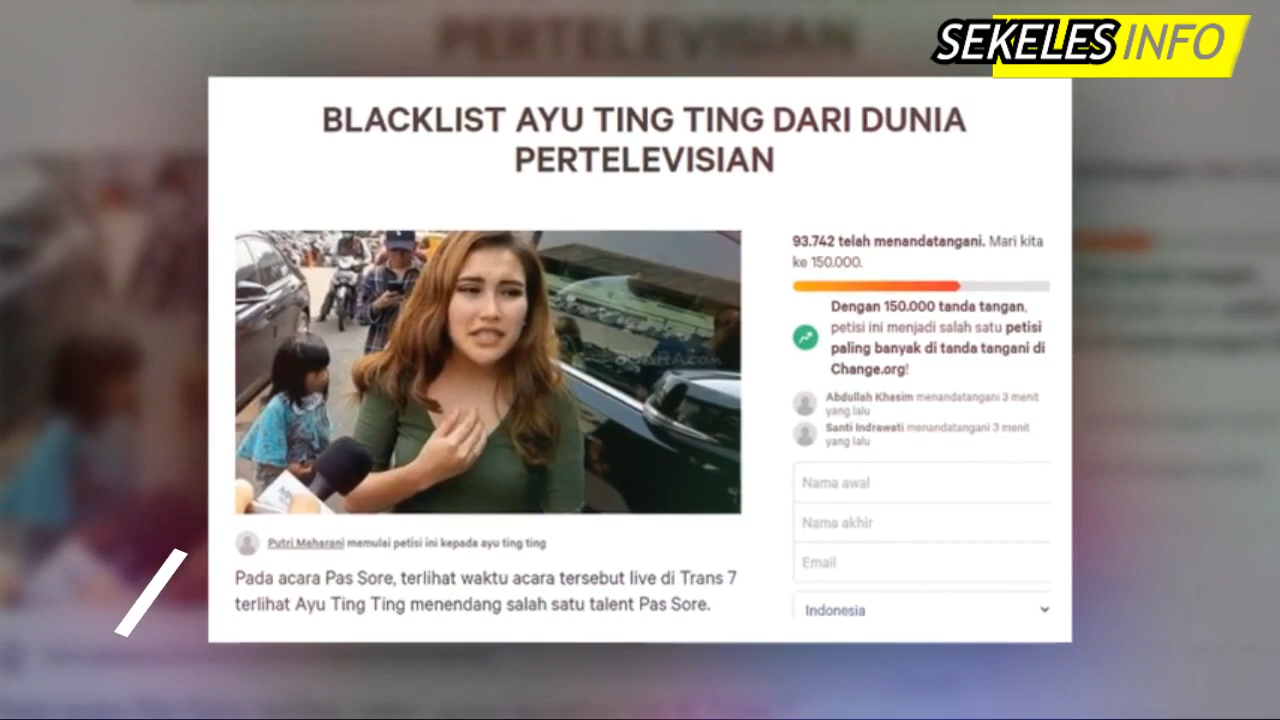 SEKELES INFO
PERTELEVISIAN
BLACKLIST AYU TING TING DARI DUNIA
PERTELEVISIAN
93.742 telah menandatangani. Mari kita
ke 150.000.
Dengan 150.000 tanda tangan,
petisi ini menjadi salah satu petisi
paling banyak di tanda tangani di
Change.org!
Abdullah Khasim menandatangani 3 menit
yang lalu
Santi Indrawati menandatangani 3 menit
yang lalu
Nama awal
Nama akhir
Email
Indonesia
Putri Maharani memulai petisi ini kepada ayu ting ting
Pada acara Pas Sore, terlihat waktu acara tersebut live di Trans 7
terlihat Ayu Ting Ting menendang salah satu talent Pas Sore.